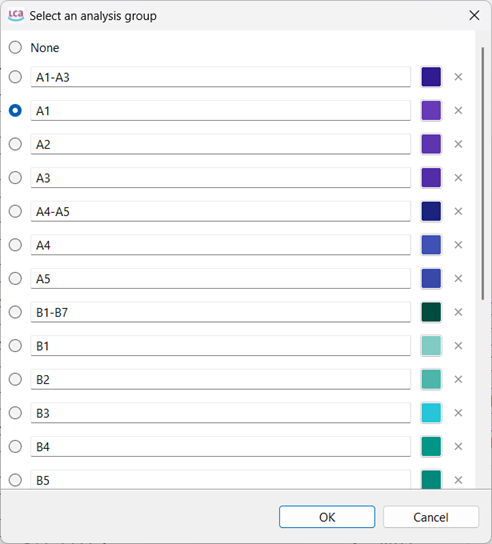 LCA Select an analysis group
None
A1-A3
A1
A2
A3
A4-A5
A4
A5
B1-B7
B1
B2
B3
B4
B5
OK Cancel